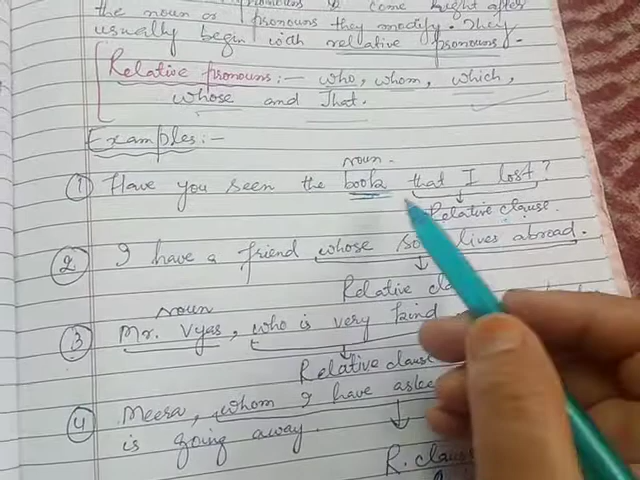 the noun or pronouns they modify. They
usually begin with relative pronouns.
Relative pronouns:- who, whom, which,
whose and That.
Examples:-
noun.
① Have you seen the book that I lost?
Relative clause.
② I have a friend whose son lives abroad.
Relative
③ Mr. Vyas, who is very kind
noun
Relative clause
④ Meera, whom I have
is going away.
R. clause